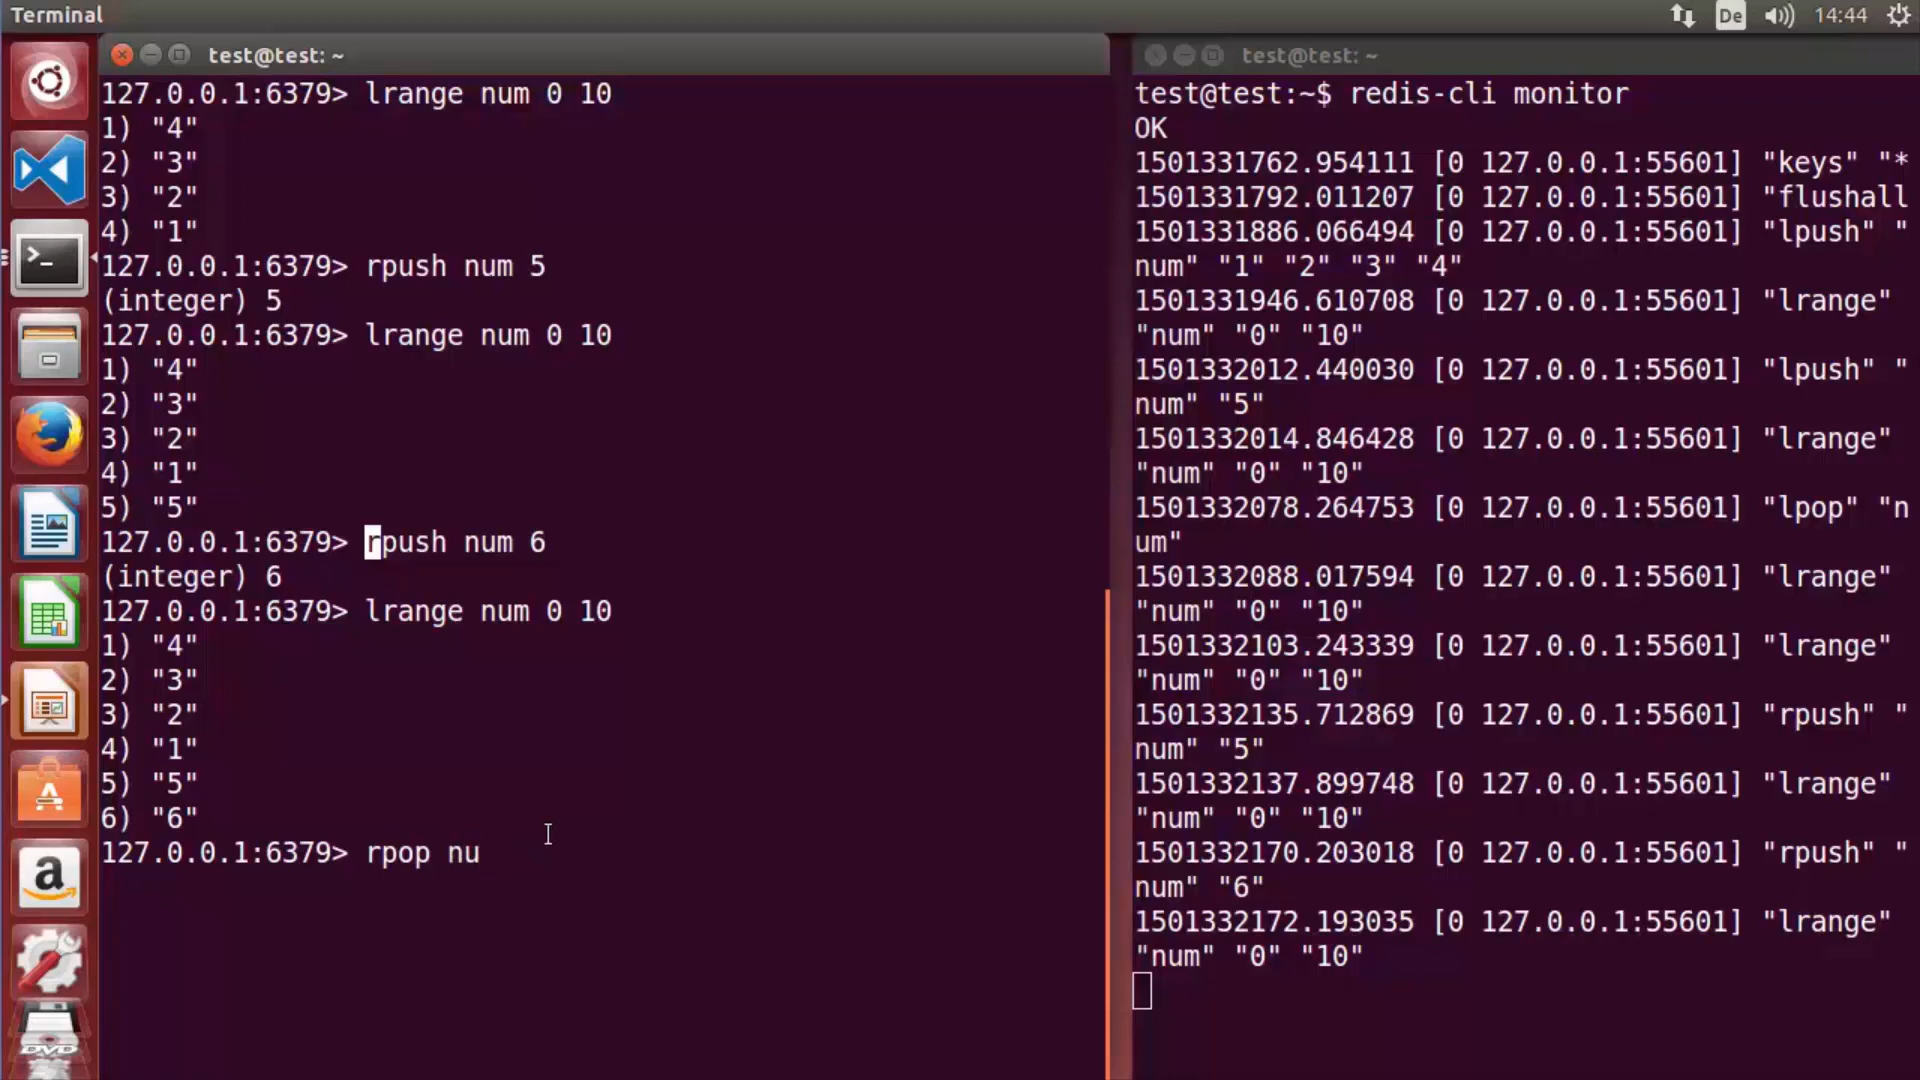 Terminal
De
14:44
test@test: ~
127.0.0.1:6379> lrange num 0 10
1) "4"
2) "3"
3) "2"
4) "1"
127.0.0.1:6379> rpush num 5
(integer) 5
127.0.0.1:6379> lrange num 0 10
1) "4"
2) "3"
3) "2"
4) "1"
5) "5"
127.0.0.1:6379> rpush num 6
(integer) 6
127.0.0.1:6379> lrange num 0 10
1) "4"
2) "3"
3) "2"
4) "1"
5) "5"
6) "6"
127.0.0.1:6379> rpop nu
test@test: ~
test@test:~$ redis-cli monitor
OK
1501331762.954111 [0 127.0.0.1:55601] "keys" "*
1501331792.011207 [0 127.0.0.1:55601] "flushall
1501331886.066494 [0 127.0.0.1:55601] "lpush" "
num" "1" "2" "3" "4"
1501331946.610708 [0 127.0.0.1:55601] "lrange"
"num" "0" "10"
1501332012.440030 [0 127.0.0.1:55601] "lpush" "
num" "5"
1501332014.846428 [0 127.0.0.1:55601] "lrange"
"num" "0" "10"
1501332078.264753 [0 127.0.0.1:55601] "lpop" "n
um"
1501332088.017594 [0 127.0.0.1:55601] "lrange"
"num" "0" "10"
1501332103.243339 [0 127.0.0.1:55601] "lrange"
"num" "0" "10"
1501332135.712869 [0 127.0.0.1:55601] "rpush" "
num" "5"
1501332137.899748 [0 127.0.0.1:55601] "lrange"
"num" "0" "10"
1501332170.203018 [0 127.0.0.1:55601] "rpush" "
num" "6"
1501332172.193035 [0 127.0.0.1:55601] "lrange"
"num" "0" "10"
>_
A
a
DVD